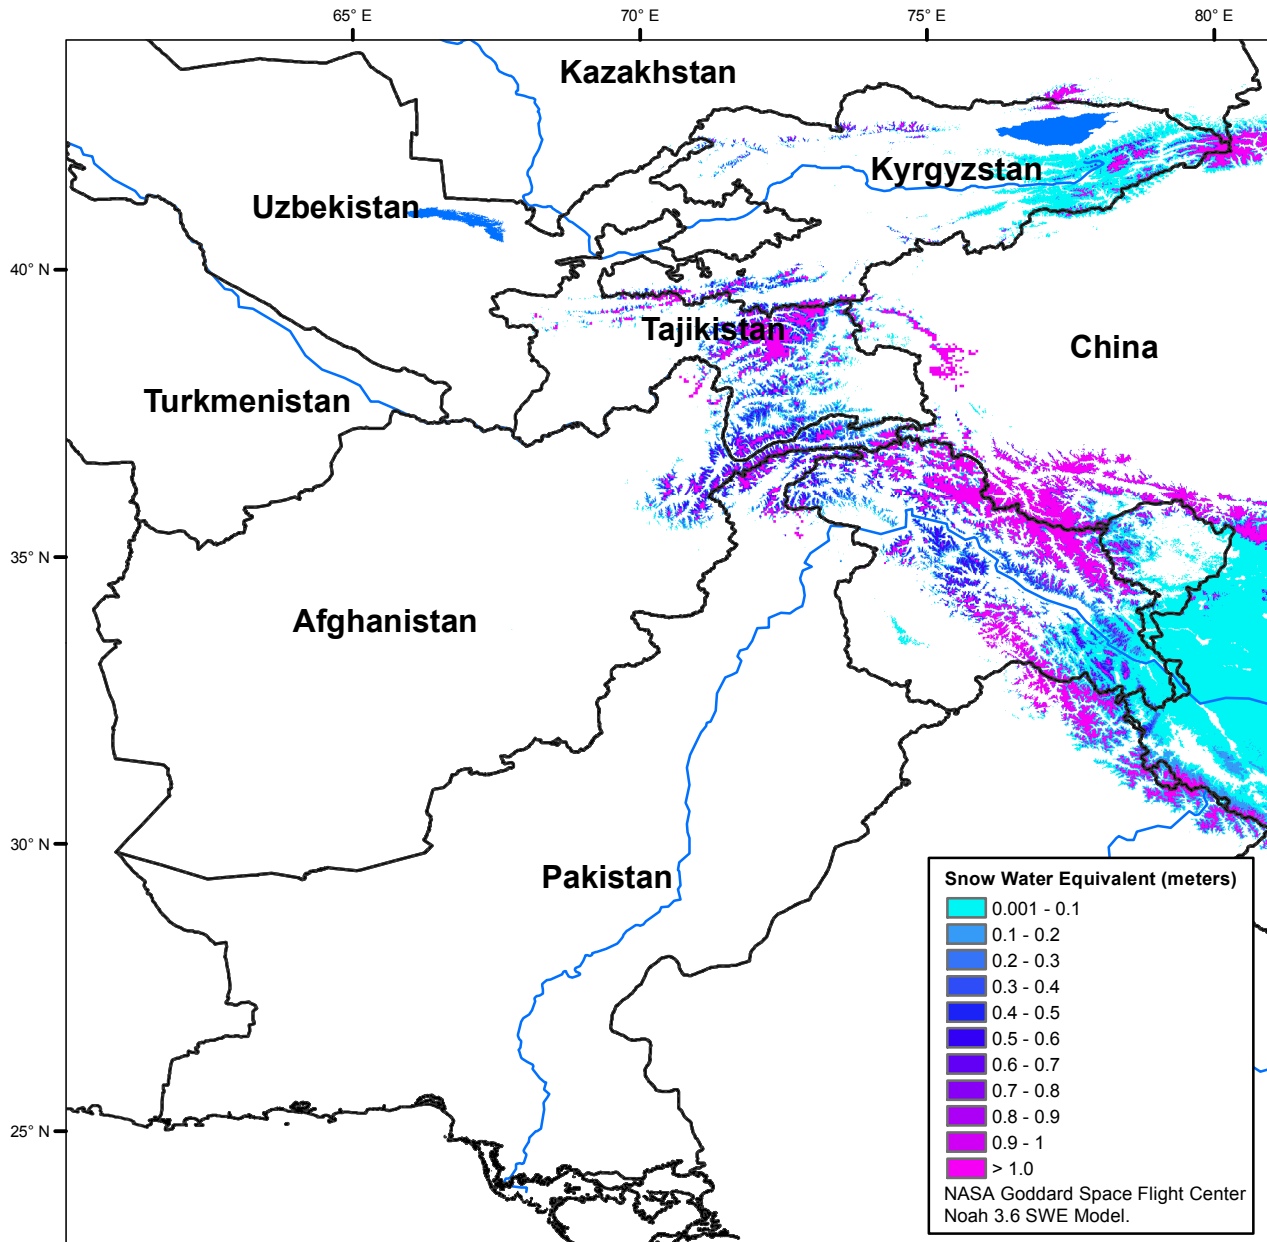 65° E
70° E
75° E
80° E
Kazakhstan
Kyrgyzstan
Uzbekistan
40° N
Tajikistan
China
Turkmenistan
35° N
Afghanistan
30° N
Pakistan
25° N
Snow Water Equivalent (meters)
0.001 - 0.1
0.1 - 0.2
0.2 - 0.3
0.3 - 0.4
0.4 - 0.5
0.5 - 0.6
0.6 - 0.7
0.7 - 0.8
0.8 - 0.9
0.9 - 1
> 1.0
NASA Goddard Space Flight Center
Noah 3.6 SWE Model.